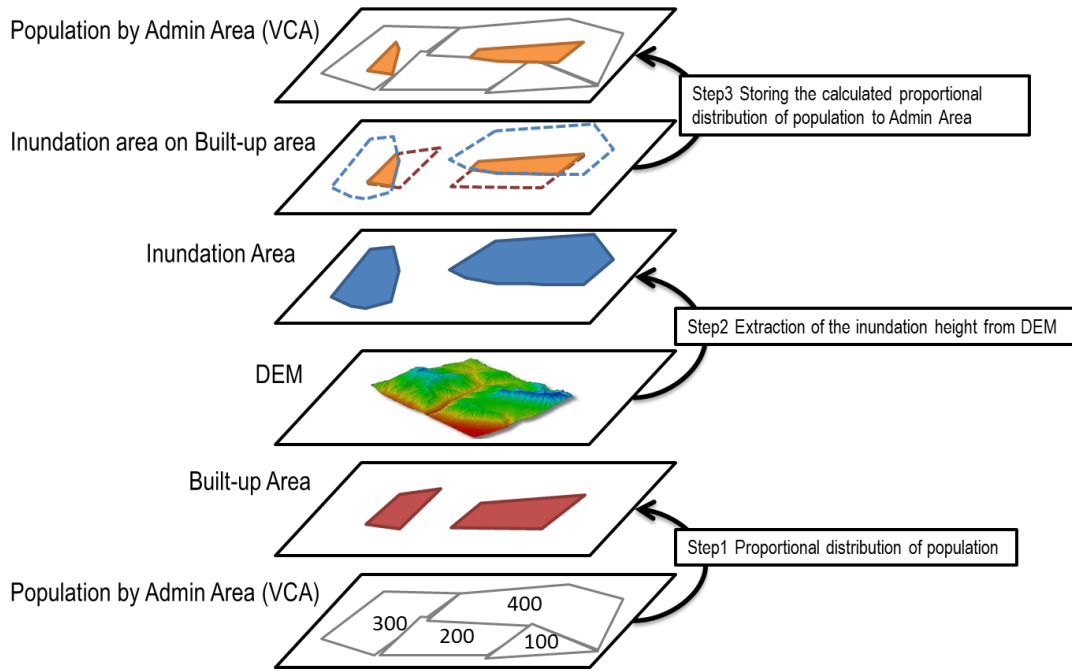 Population by Admin Area (VCA)
Step3 Storing the calculated proportional
distribution of population to Admin Area
Inundation area on Built-up area
Inundation Area
Step2 Extraction of the inundation height from DEM
DEM
Built-up Area
Step1 Proportional distribution of population
Population by Admin Area (VCA)
400
300
200
100